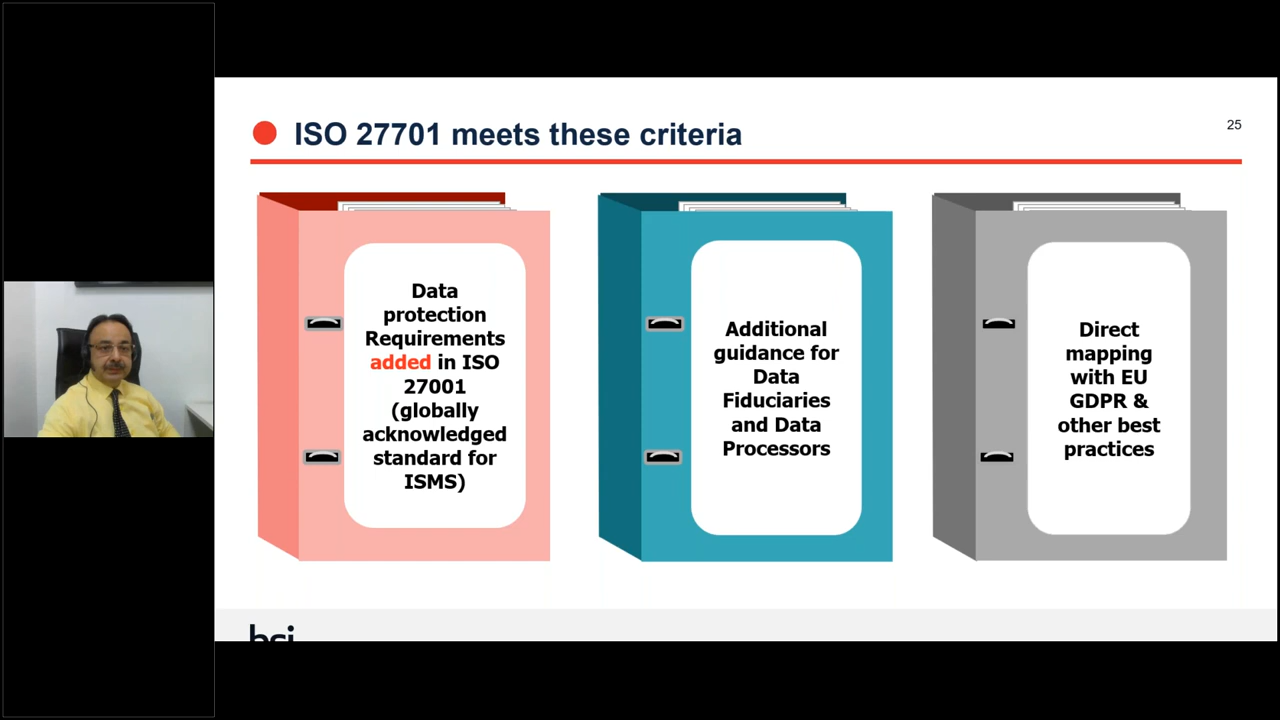 ISO 27701 meets these criteria
25
Data
protection
Requirements
added in ISO
27001
(globally
acknowledged
standard for
ISMS)
Additional
guidance for
Data
Fiduciaries
and Data
Processors
Direct
mapping
with EU
GDPR &
other best
practices
bsi